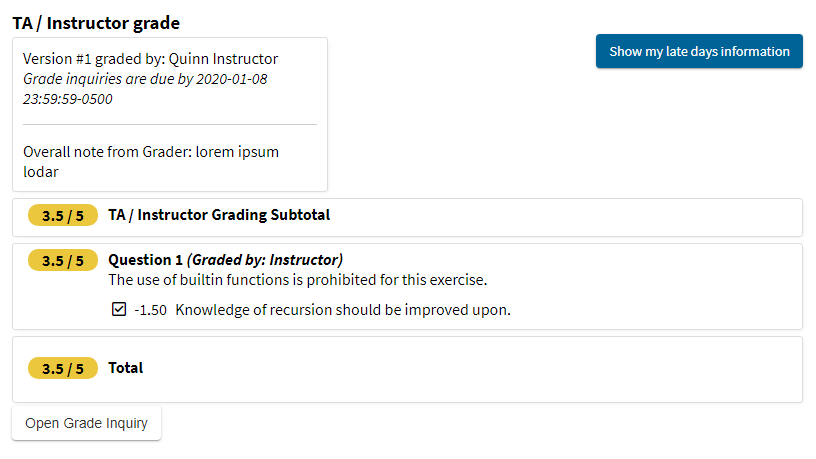 TA / Instructor grade
Show my late days information
Version #1 graded by: Quinn Instructor
Grade inquiries are due by 2020-01-08
23:59:59-0500
Overall note from Grader: lorem ipsum
lodar
3.5 / 5 TA / Instructor Grading Subtotal
3.5 / 5 Question 1 (Graded by: Instructor)
The use of builtin functions is prohibited for this exercise.
-1.50 Knowledge of recursion should be improved upon.
3.5 / 5 Total
Open Grade Inquiry